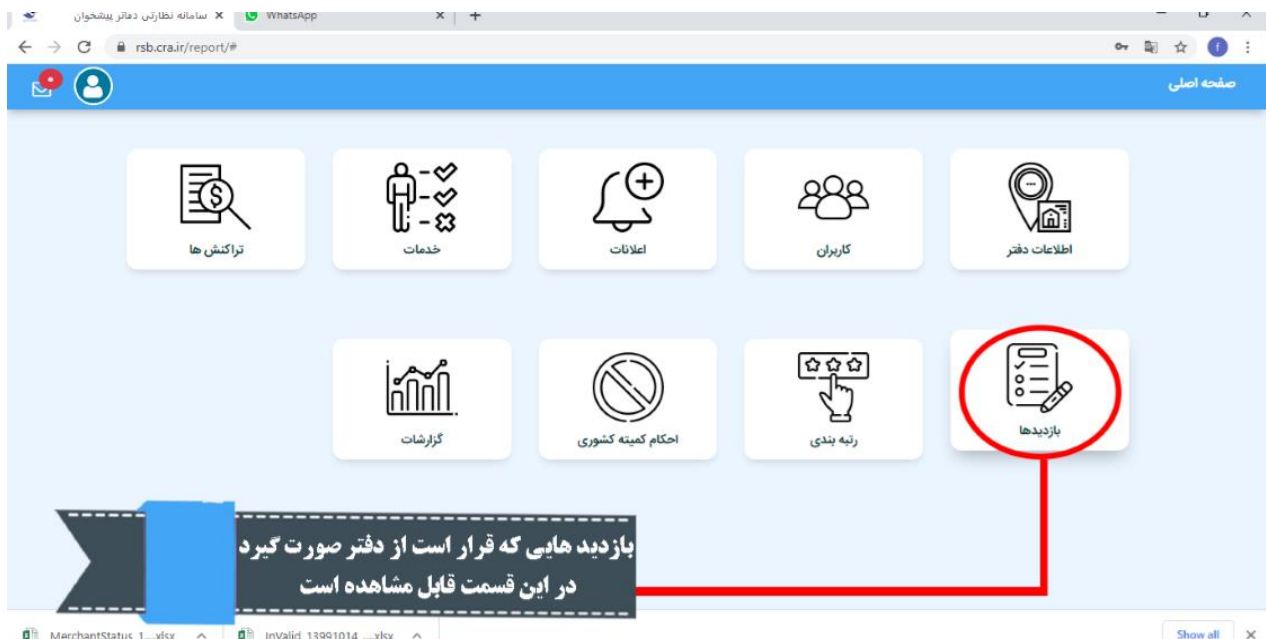 سامانه نظارتی دفاتر پیشخوان
WhatsApp
rsb.cra.ir/report/#
f
صفحه اصلی
اطلاعات دفتر
کاربران
اعلانات
خدمات
تراکنش ها
بازدیدها
رتبه بندی
احکام کمیته کشوری
گزارشات
بازدید هایی که قرار است از دفتر صورت گیرد
در این قسمت قابل مشاهده است
MerchantStatus_1....xlsx
InValid_13991014_....xlsx
Show all